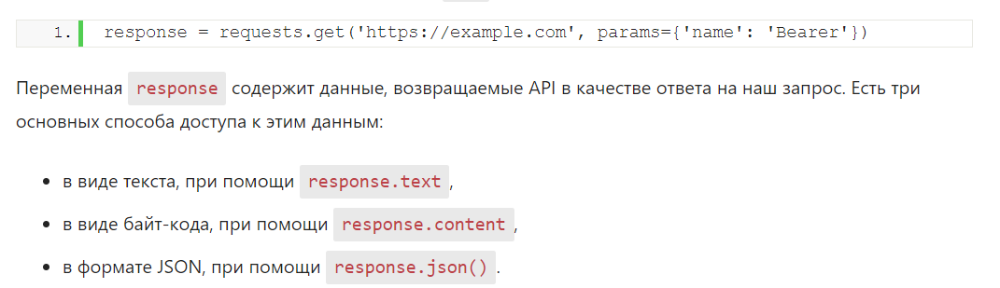 1. response = requests.get('https://example.com', params={'name': 'Bearer'})
Переменная response содержит данные, возвращаемые API в качестве ответа на наш запрос. Есть три
основных способа доступа к этим данным:
• в виде текста, при помощи response.text,
• в виде байт-кода, при помощи response.content,
• в формате JSON, при помощи response.json().